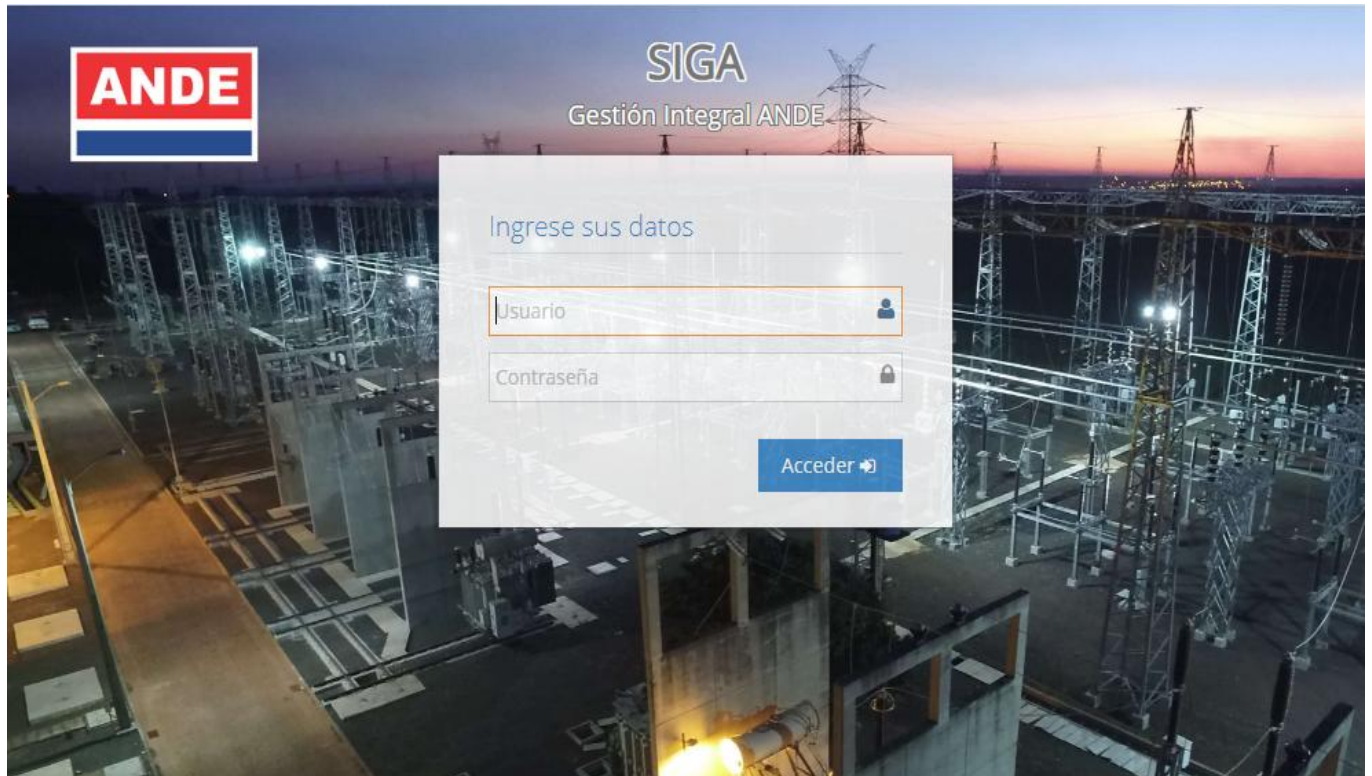 ANDE
SIGA
Gestión Integral ANDE
Ingrese sus datos
Usuario
Contraseña
Acceder